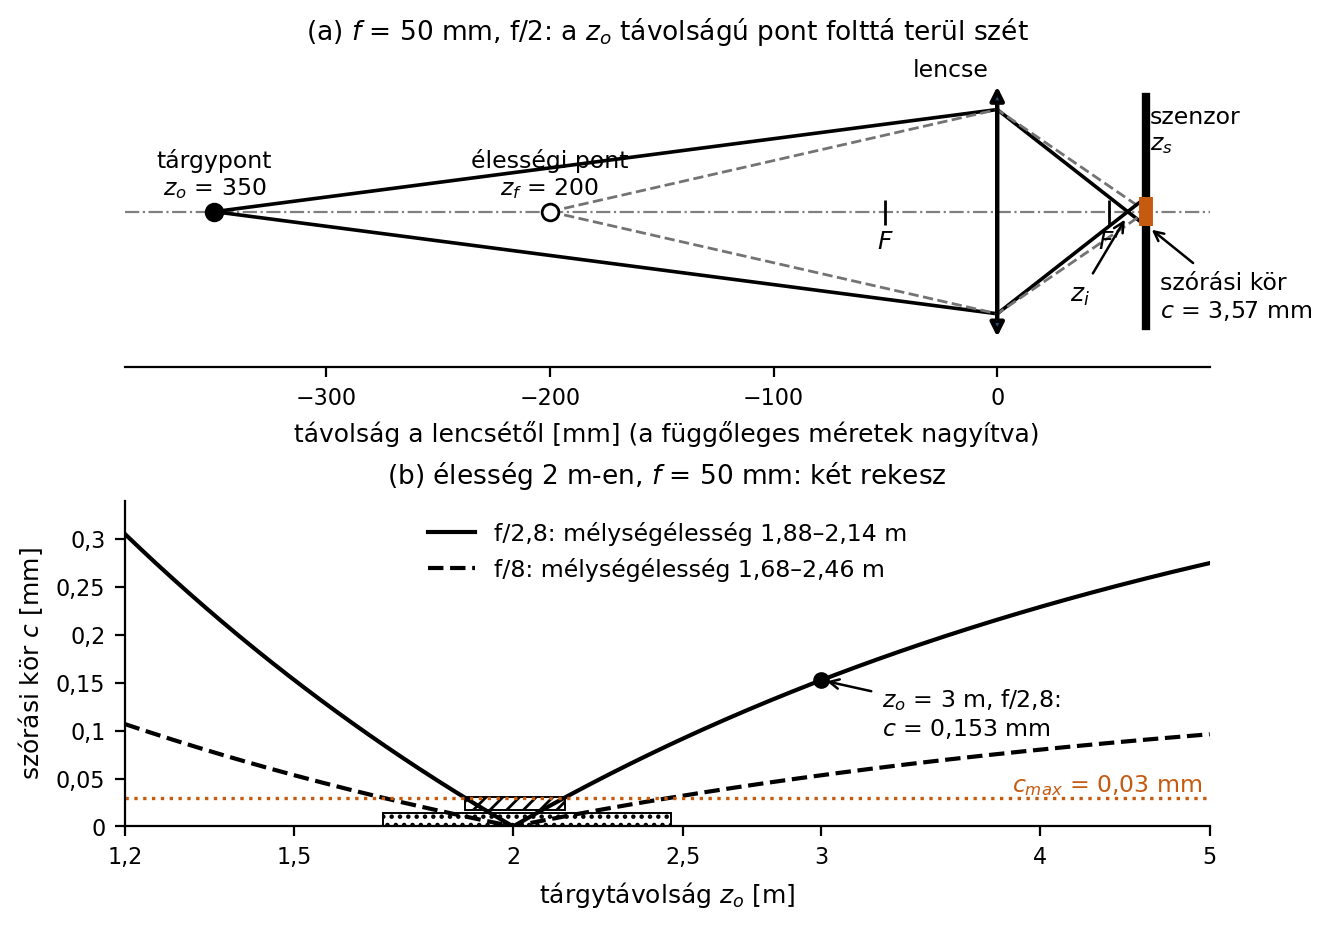 (a) f = 50 mm, f/2: a zₒ távolságú pont folttá terül szét
lencse
szenzor
zₛ
tárgypont
zₒ = 350
élességi pont
z_f = 200
F
F
zᵢ
szórási kör
c = 3,57 mm
−300
−200
−100
0
távolság a lencsétől [mm] (a függőleges méretek nagyítva)
(b) élesség 2 m-en, f = 50 mm: két rekesz
f/2,8: mélységélesség 1,88–2,14 m
f/8: mélységélesség 1,68–2,46 m
szórási kör c [mm]
0,3
0,25
0,2
0,15
0,1
0,05
0
zₒ = 3 m, f/2,8:
c = 0,153 mm
c_max = 0,03 mm
1,2
1,5
2
2,5
3
4
5
tárgytávolság zₒ [m]